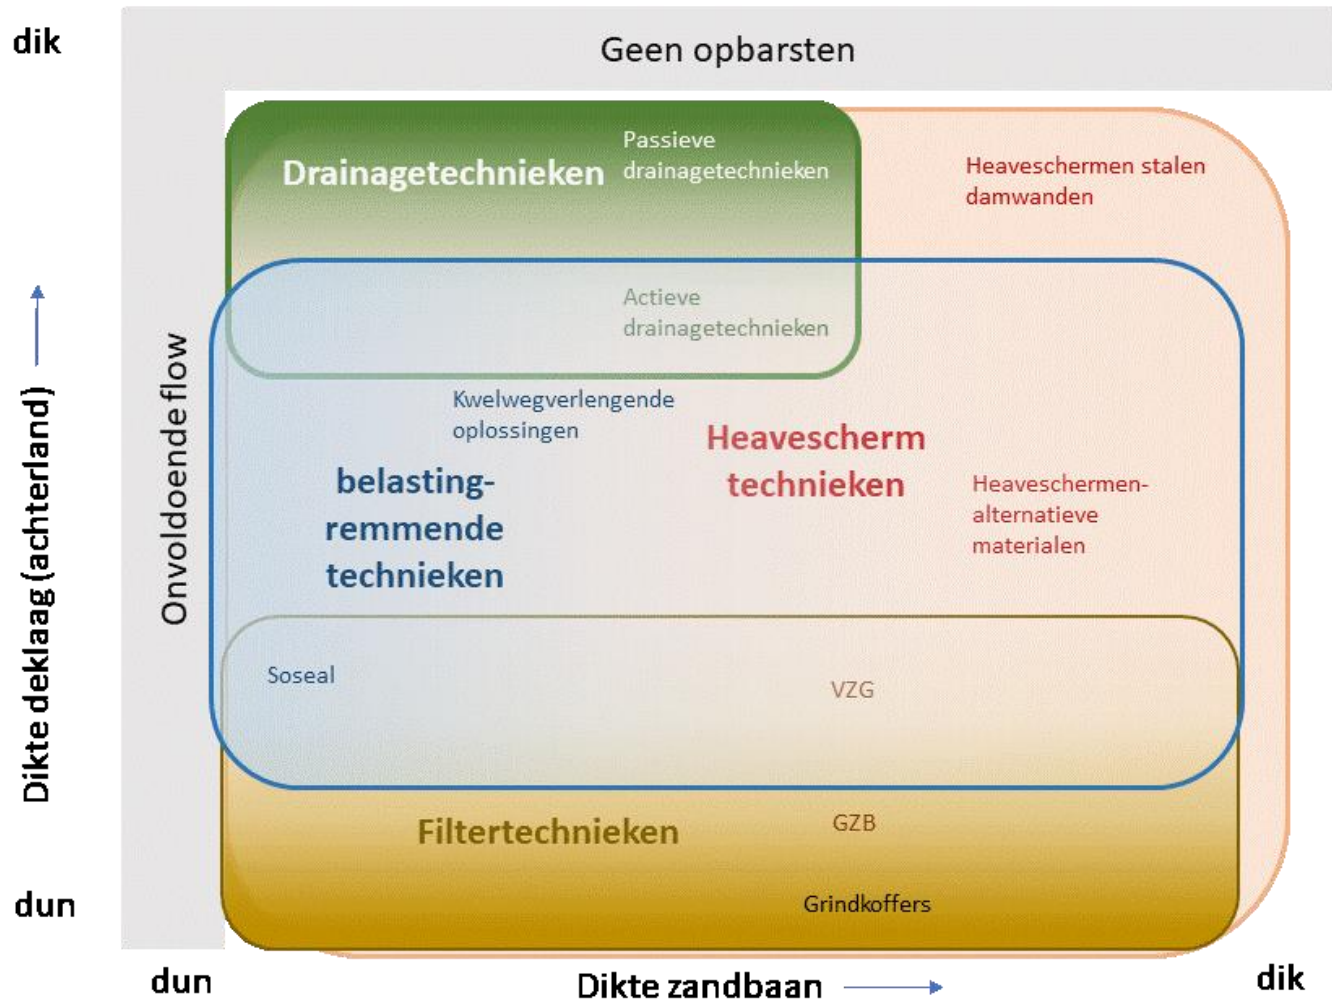 dik
Geen opbarsten
Drainagetechnieken
Passieve
drainagetechnieken
Heaveschermen stalen
damwanden
Actieve
drainagetechnieken
Kwelwegverlengende
oplossingen
Heavescherm
technieken
belasting-
remmende
technieken
Heaveschermen-
alternatieve
materialen
Onvoldoende flow
Dikte deklaag (achterland)
Soseal
VZG
Filtertechnieken
GZB
Grindkoffers
dun
dun
Dikte zandbaan
dik